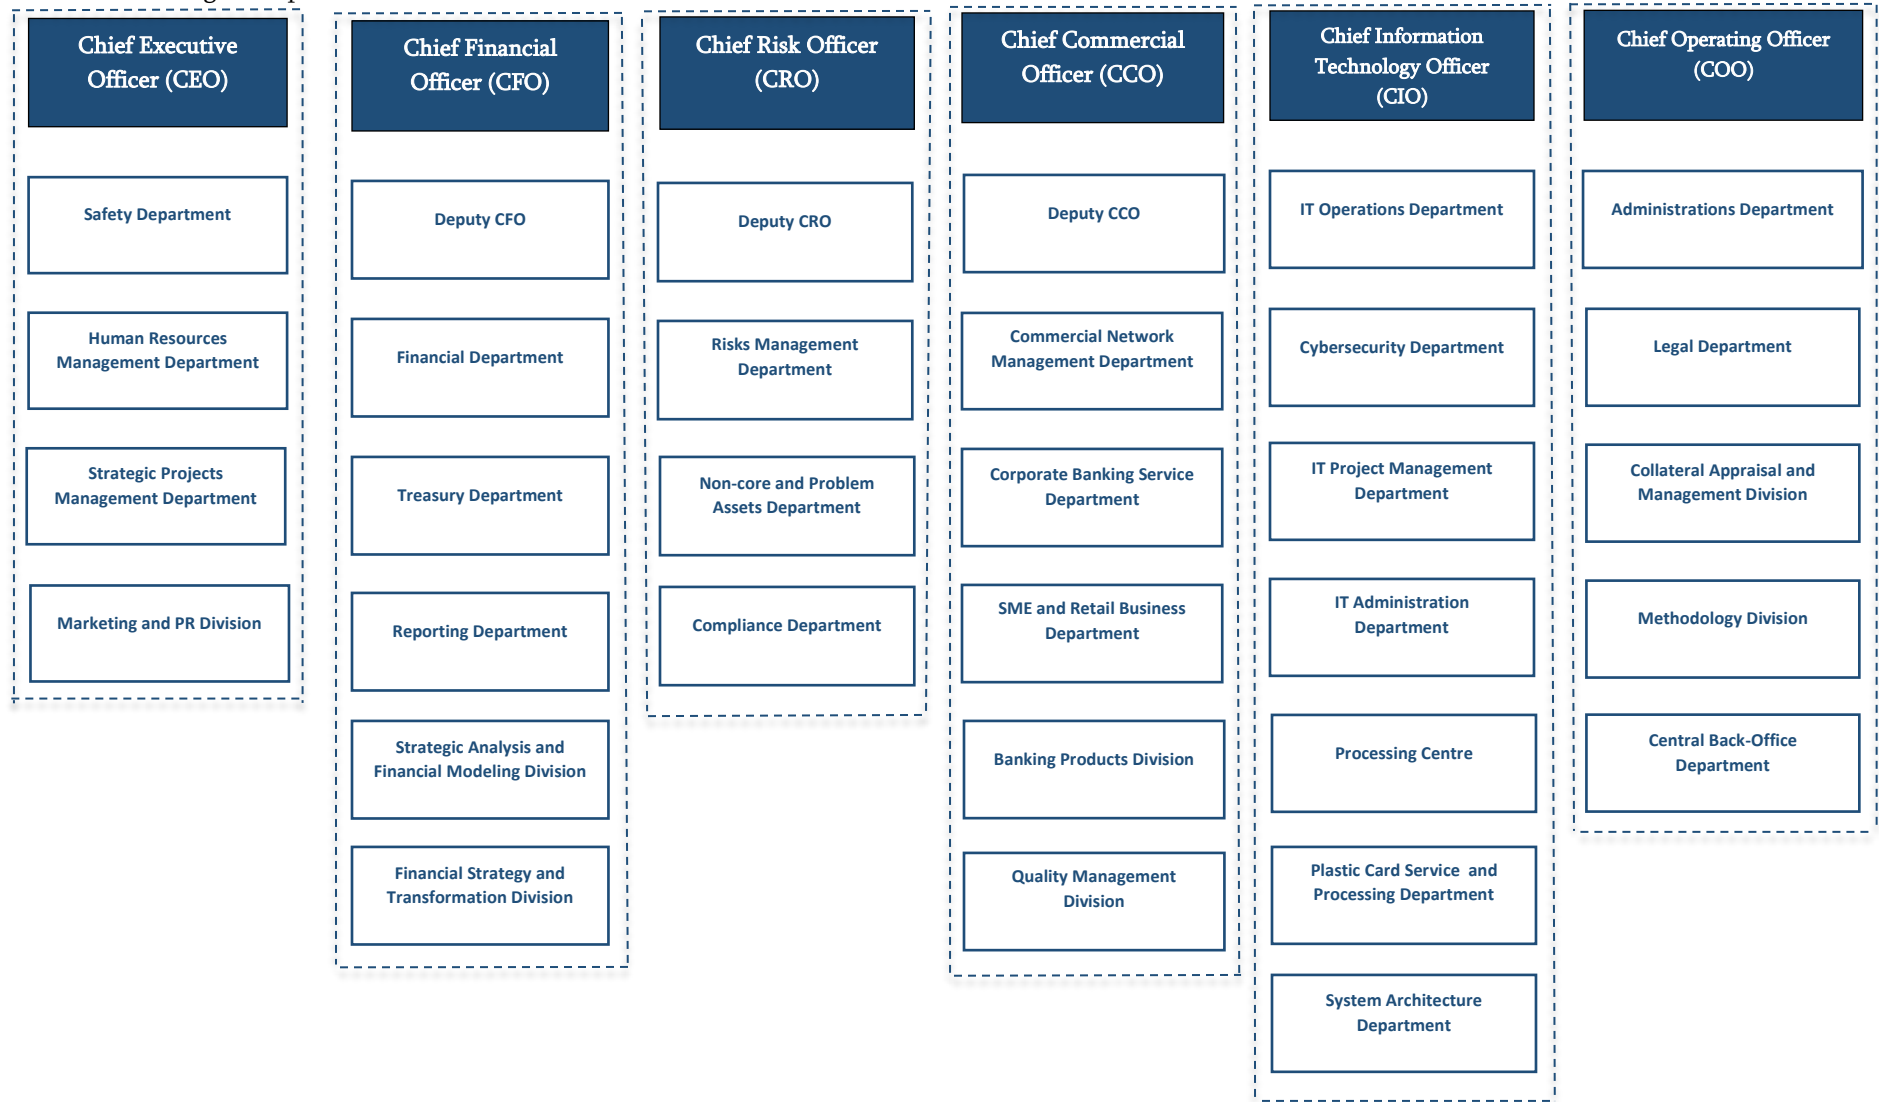 Chief Executive
Officer (CEO)
Safety Department
Human Resources
Management Department
Strategic Projects
Management Department
Marketing and PR Division
Chief Financial
Officer (CFO)
Deputy CFO
Financial Department
Treasury Department
Reporting Department
Strategic Analysis and
Financial Modeling Division
Financial Strategy and
Transformation Division
Chief Risk Officer
(CRO)
Deputy CRO
Risks Management
Department
Non-core and Problem
Assets Department
Compliance Department
Chief Commercial
Officer (CCO)
Deputy CCO
Commercial Network
Management Department
Corporate Banking Service
Department
SME and Retail Business
Department
Banking Products Division
Quality Management
Division
Chief Information
Technology Officer
(CIO)
IT Operations Department
Cybersecurity Department
IT Project Management
Department
IT Administration
Department
Processing Centre
Plastic Card Service and
Processing Department
System Architecture
Department
Chief Operating Officer
(COO)
Administrations Department
Legal Department
Collateral Appraisal and
Management Division
Methodology Division
Central Back-Office
Department